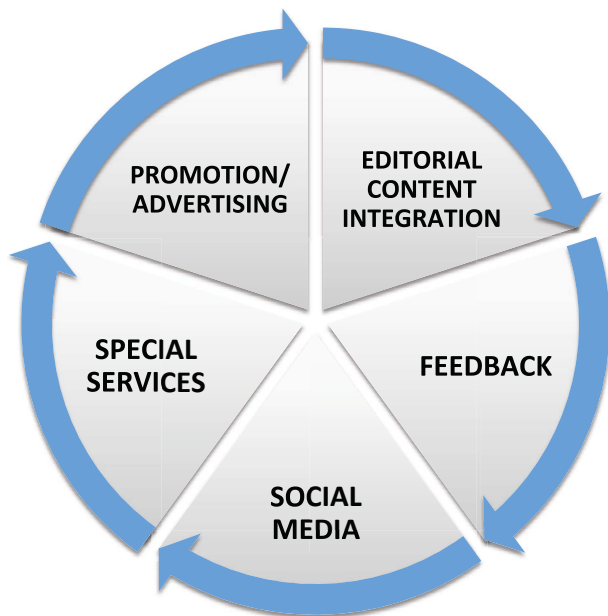 PROMOTION/
ADVERTISING
EDITORIAL
CONTENT
INTEGRATION
SPECIAL
SERVICES
FEEDBACK
SOCIAL
MEDIA